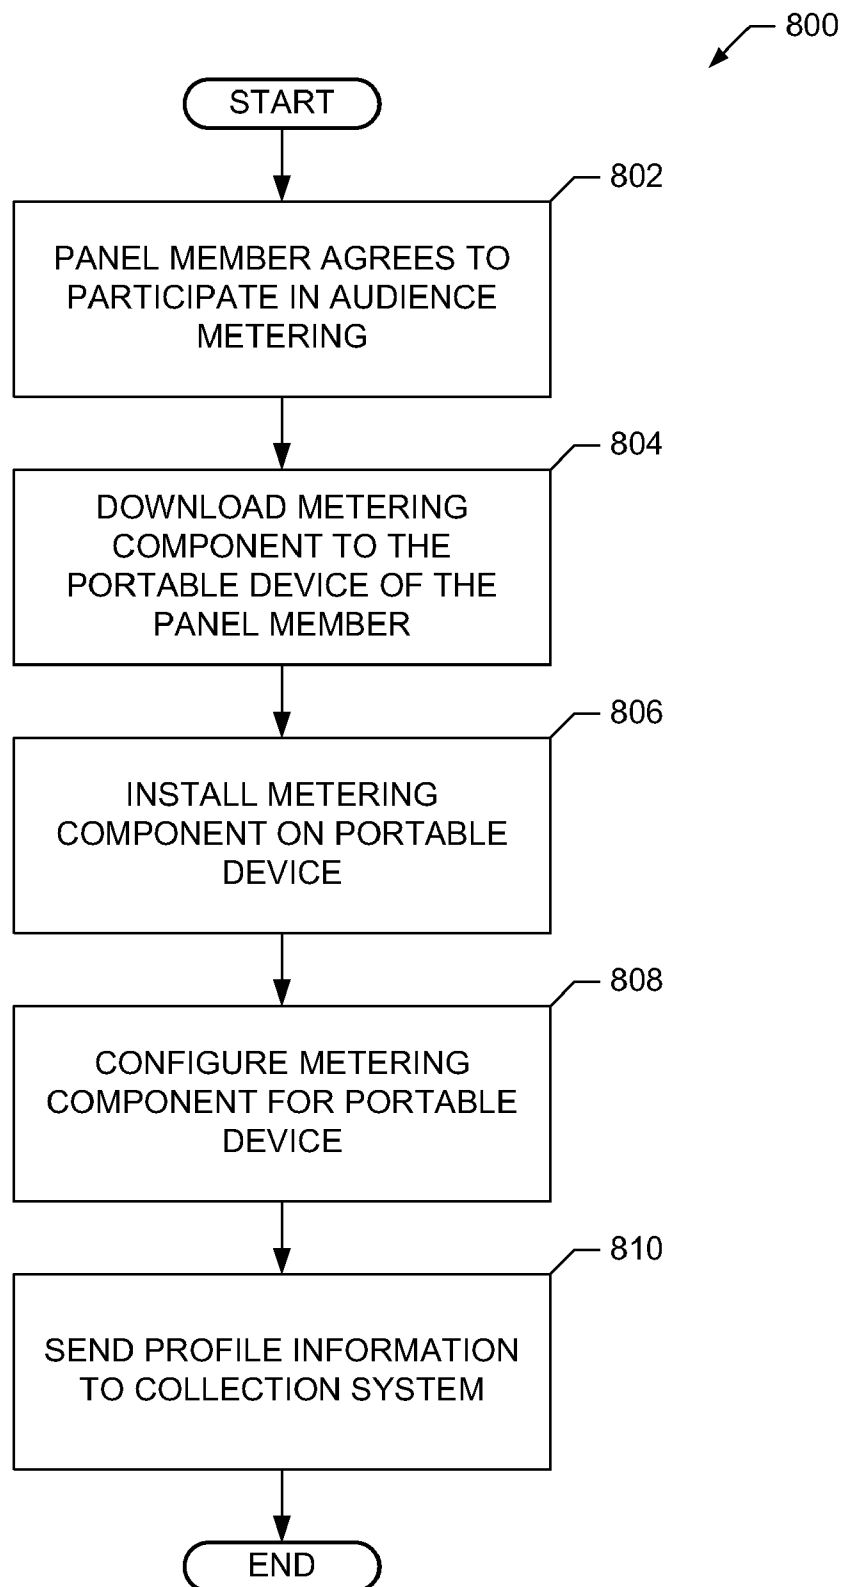 800
START
802
PANEL MEMBER AGREES TO
PARTICIPATE IN AUDIENCE
METERING
804
DOWNLOAD METERING
COMPONENT TO THE
PORTABLE DEVICE OF THE
PANEL MEMBER
806
INSTALL METERING
COMPONENT ON PORTABLE
DEVICE
808
CONFIGURE METERING
COMPONENT FOR PORTABLE
DEVICE
810
SEND PROFILE INFORMATION
TO COLLECTION SYSTEM
END